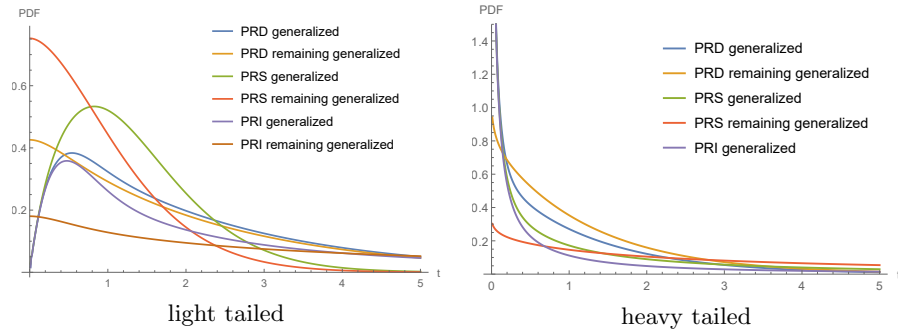 PDF
PRD generalized
PRD remaining generalized
PRS generalized
PRS remaining generalized
PRI generalized
PRI remaining generalized
0.6
0.4
0.2
1
2
3
4
5
t
light tailed
PDF
1.4
1.2
1.0
0.8
0.6
0.4
0.2
PRD generalized
PRD remaining generalized
PRS generalized
PRS remaining generalized
PRI generalized
0
1
2
3
4
5
t
heavy tailed